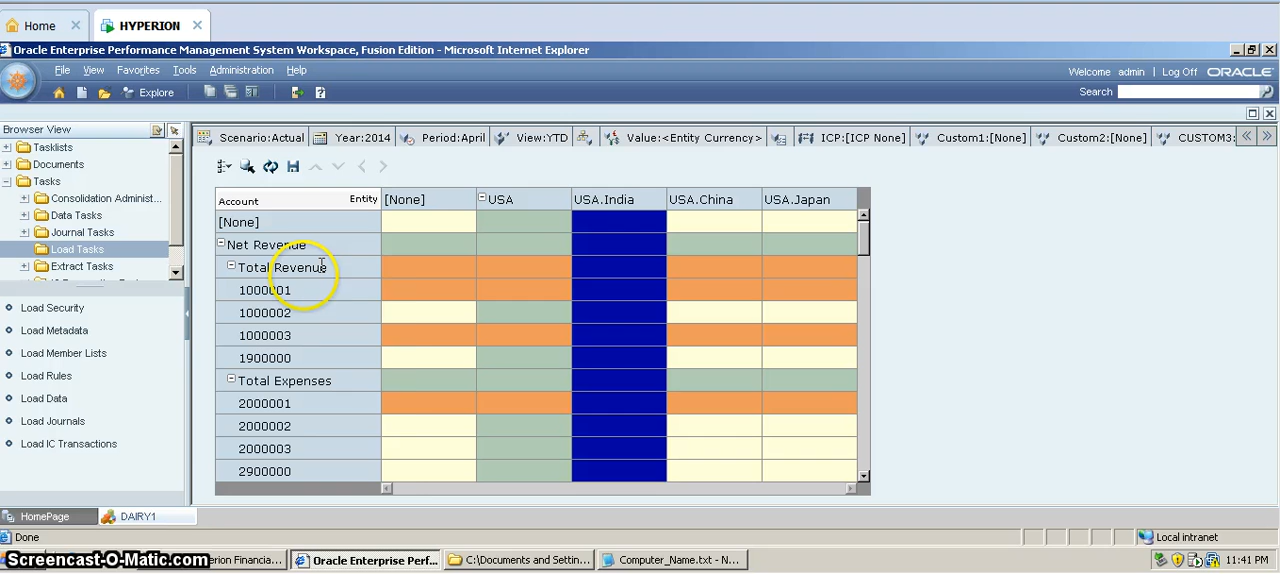 Home
HYPERION
Oracle Enterprise Performance Management System Workspace, Fusion Edition - Microsoft Internet Explorer
File View Favorites Tools Administration Help
Welcome admin Log Off ORACLE
Explore
Search
Browser View
Tasklists
Documents
Tasks
Consolidation Administ...
Data Tasks
Journal Tasks
Load Tasks
Extract Tasks
Load Security
Load Metadata
Load Member Lists
Load Rules
Load Data
Load Journals
Load IC Transactions
Scenario:Actual Year:2014 Period:April View:YTD Value:<Entity Currency> ICP:[ICP None] Custom1:[None] Custom2:[None] CUSTOM3:
Account Entity [None] USA USA.India USA.China USA.Japan
[None]
Net Revenue
Total Revenue
1000001
1000002
1000003
1900000
Total Expenses
2000001
2000002
2000003
2900000
HomePage DAIRY1
Done Local intranet
Screencast-O-Matic.com
perion Financia... Oracle Enterprise Perf... C:\Documents and Settin... Computer_Name.txt - N... 11:41 PM